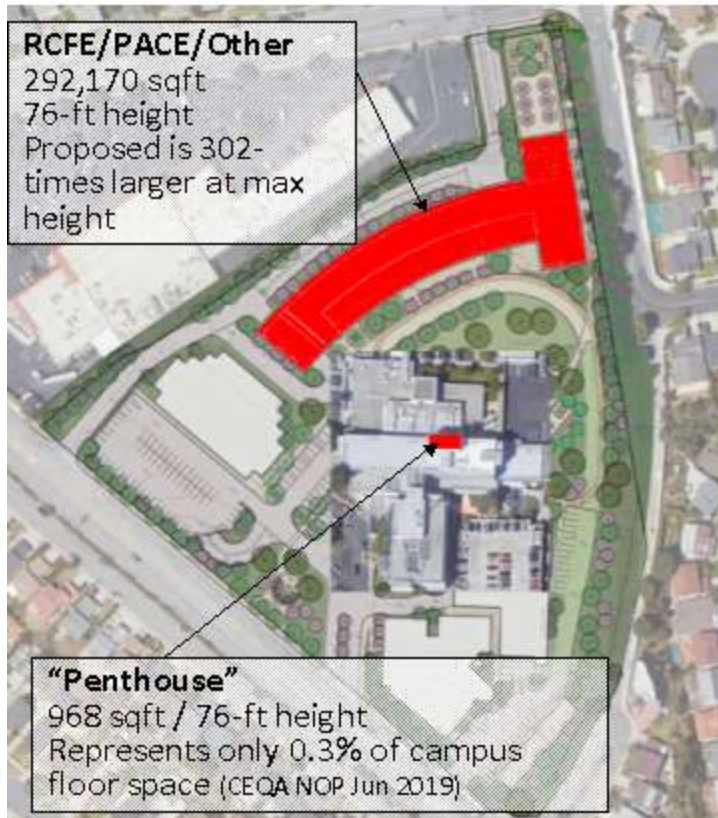 RCFE/PACE/Other
292,170 sqft
76-ft height
Proposed is 302-
times larger at max
height
“Penthouse”
968 sqft / 76-ft height
Represents only 0.3% of campus
floor space (CEQA NOP Jun 2019)